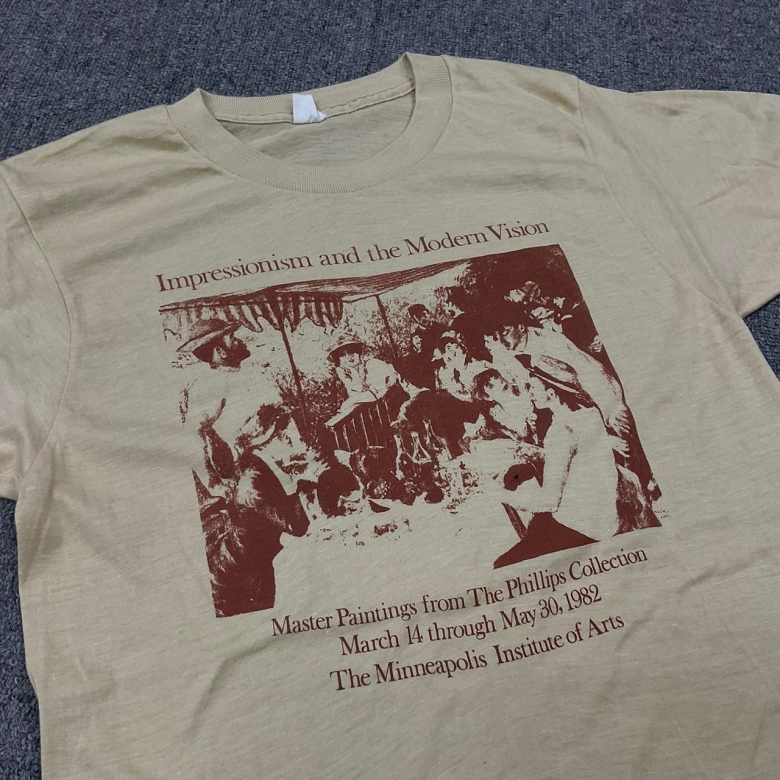 Impressionism and the Modern Vision
Master Paintings from The Phillips Collection
March 14 through May 30, 1982
The Minneapolis Institute of Arts